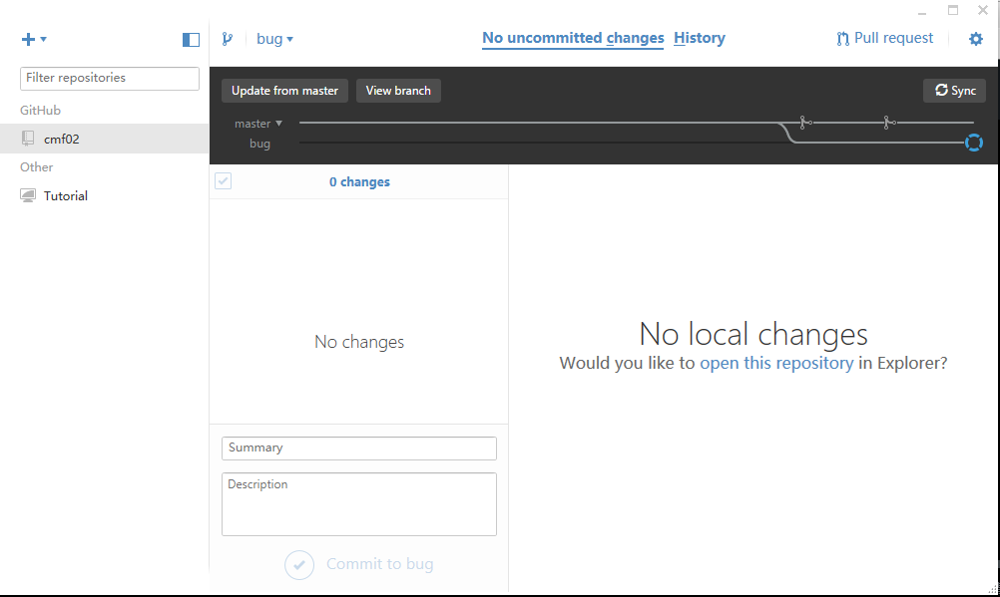 bug
No uncommitted changes
History
Pull request
Filter repositories
GitHub
cmf02
Other
Tutorial
Update from master
View branch
Sync
master
bug
0 changes
No changes
No local changes
Would you like to open this repository in Explorer?
Summary
Description
Commit to bug